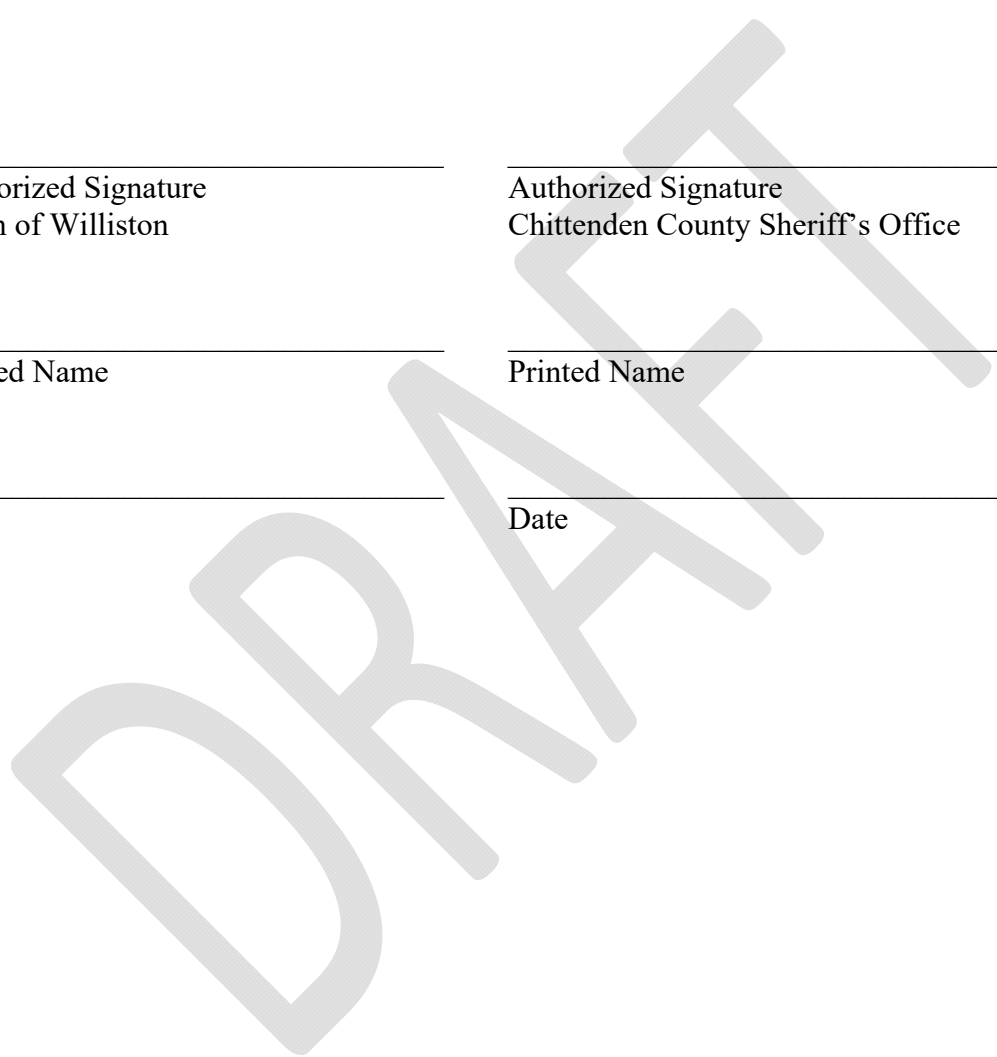 orized Signature
of Williston
ed Name
Authorized Signature
Chittenden County Sheriff’s Office
Printed Name
Date
DRAFT